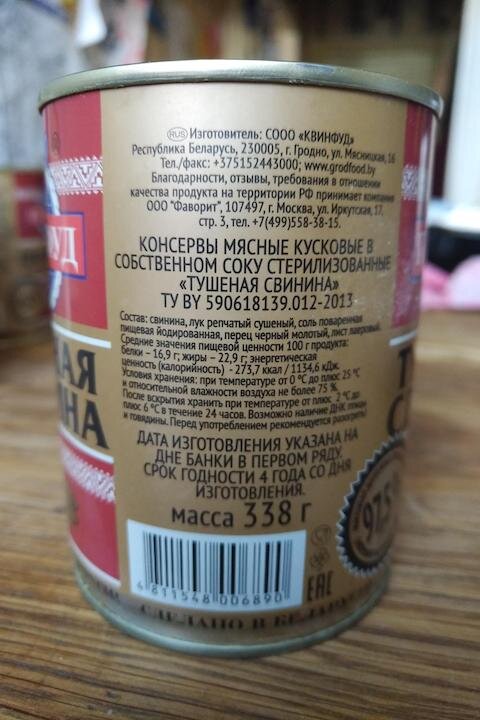 RUS Изготовитель: СООО «КВИНФУД»
Республика Беларусь, 230005, г. Гродно, ул. Мясницкая, 16
Тел./факс: +375152443000; www.grodfood.by
Благодарности, отзывы, требования в отношении
качества продукта на территории РФ принимает компания
ООО "Фаворит", 107497, г. Москва, ул. Иркутская, 17,
стр. 3, тел. +7(499)558-38-15.
КОНСЕРВЫ МЯСНЫЕ КУСКОВЫЕ В
СОБСТВЕННОМ СОКУ СТЕРИЛИЗОВАННЫЕ
«ТУШЕНАЯ СВИНИНА»
ТУ BY 590618139.012-2013
Состав: свинина, лук репчатый сушеный, соль поваренная
пищевая йодированная, перец черный молотый, лист лавровый.
Средние значения пищевой ценности 100 г продукта:
белки – 16,9 г; жиры – 22,9 г; энергетическая
ценность (калорийность) - 273,7 ккал / 1134,6 кДж.
Условия хранения: при температуре от 0 °C до плюс 25 °C
и относительной влажности воздуха не более 75 %.
После вскрытия хранить при температуре от плюс 2 °C до
плюс 6 °C в течение 24 часов. Возможно наличие ДНК птицы
и говядины. Перед употреблением рекомендуется разогреть!
ДАТА ИЗГОТОВЛЕНИЯ УКАЗАНА НА
ДНЕ БАНКИ В ПЕРВОМ РЯДУ.
СРОК ГОДНОСТИ 4 ГОДА СО ДНЯ
ИЗГОТОВЛЕНИЯ.
масса 338 г
4 811548 006890
EAC
СДЕЛАНО В БЕЛАРУСИ
97,5